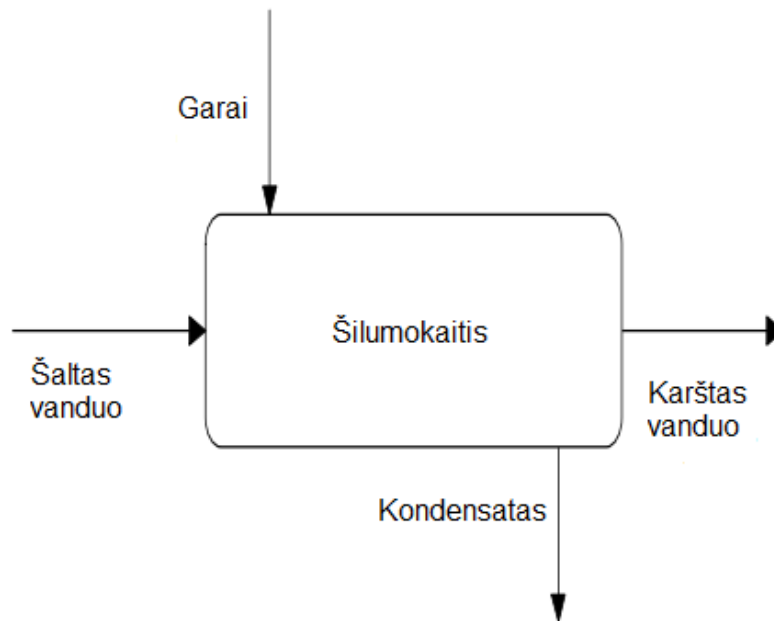 Garai
Šilumokaitis
Šaltas
vanduo
Karštas
vanduo
Kondensatas